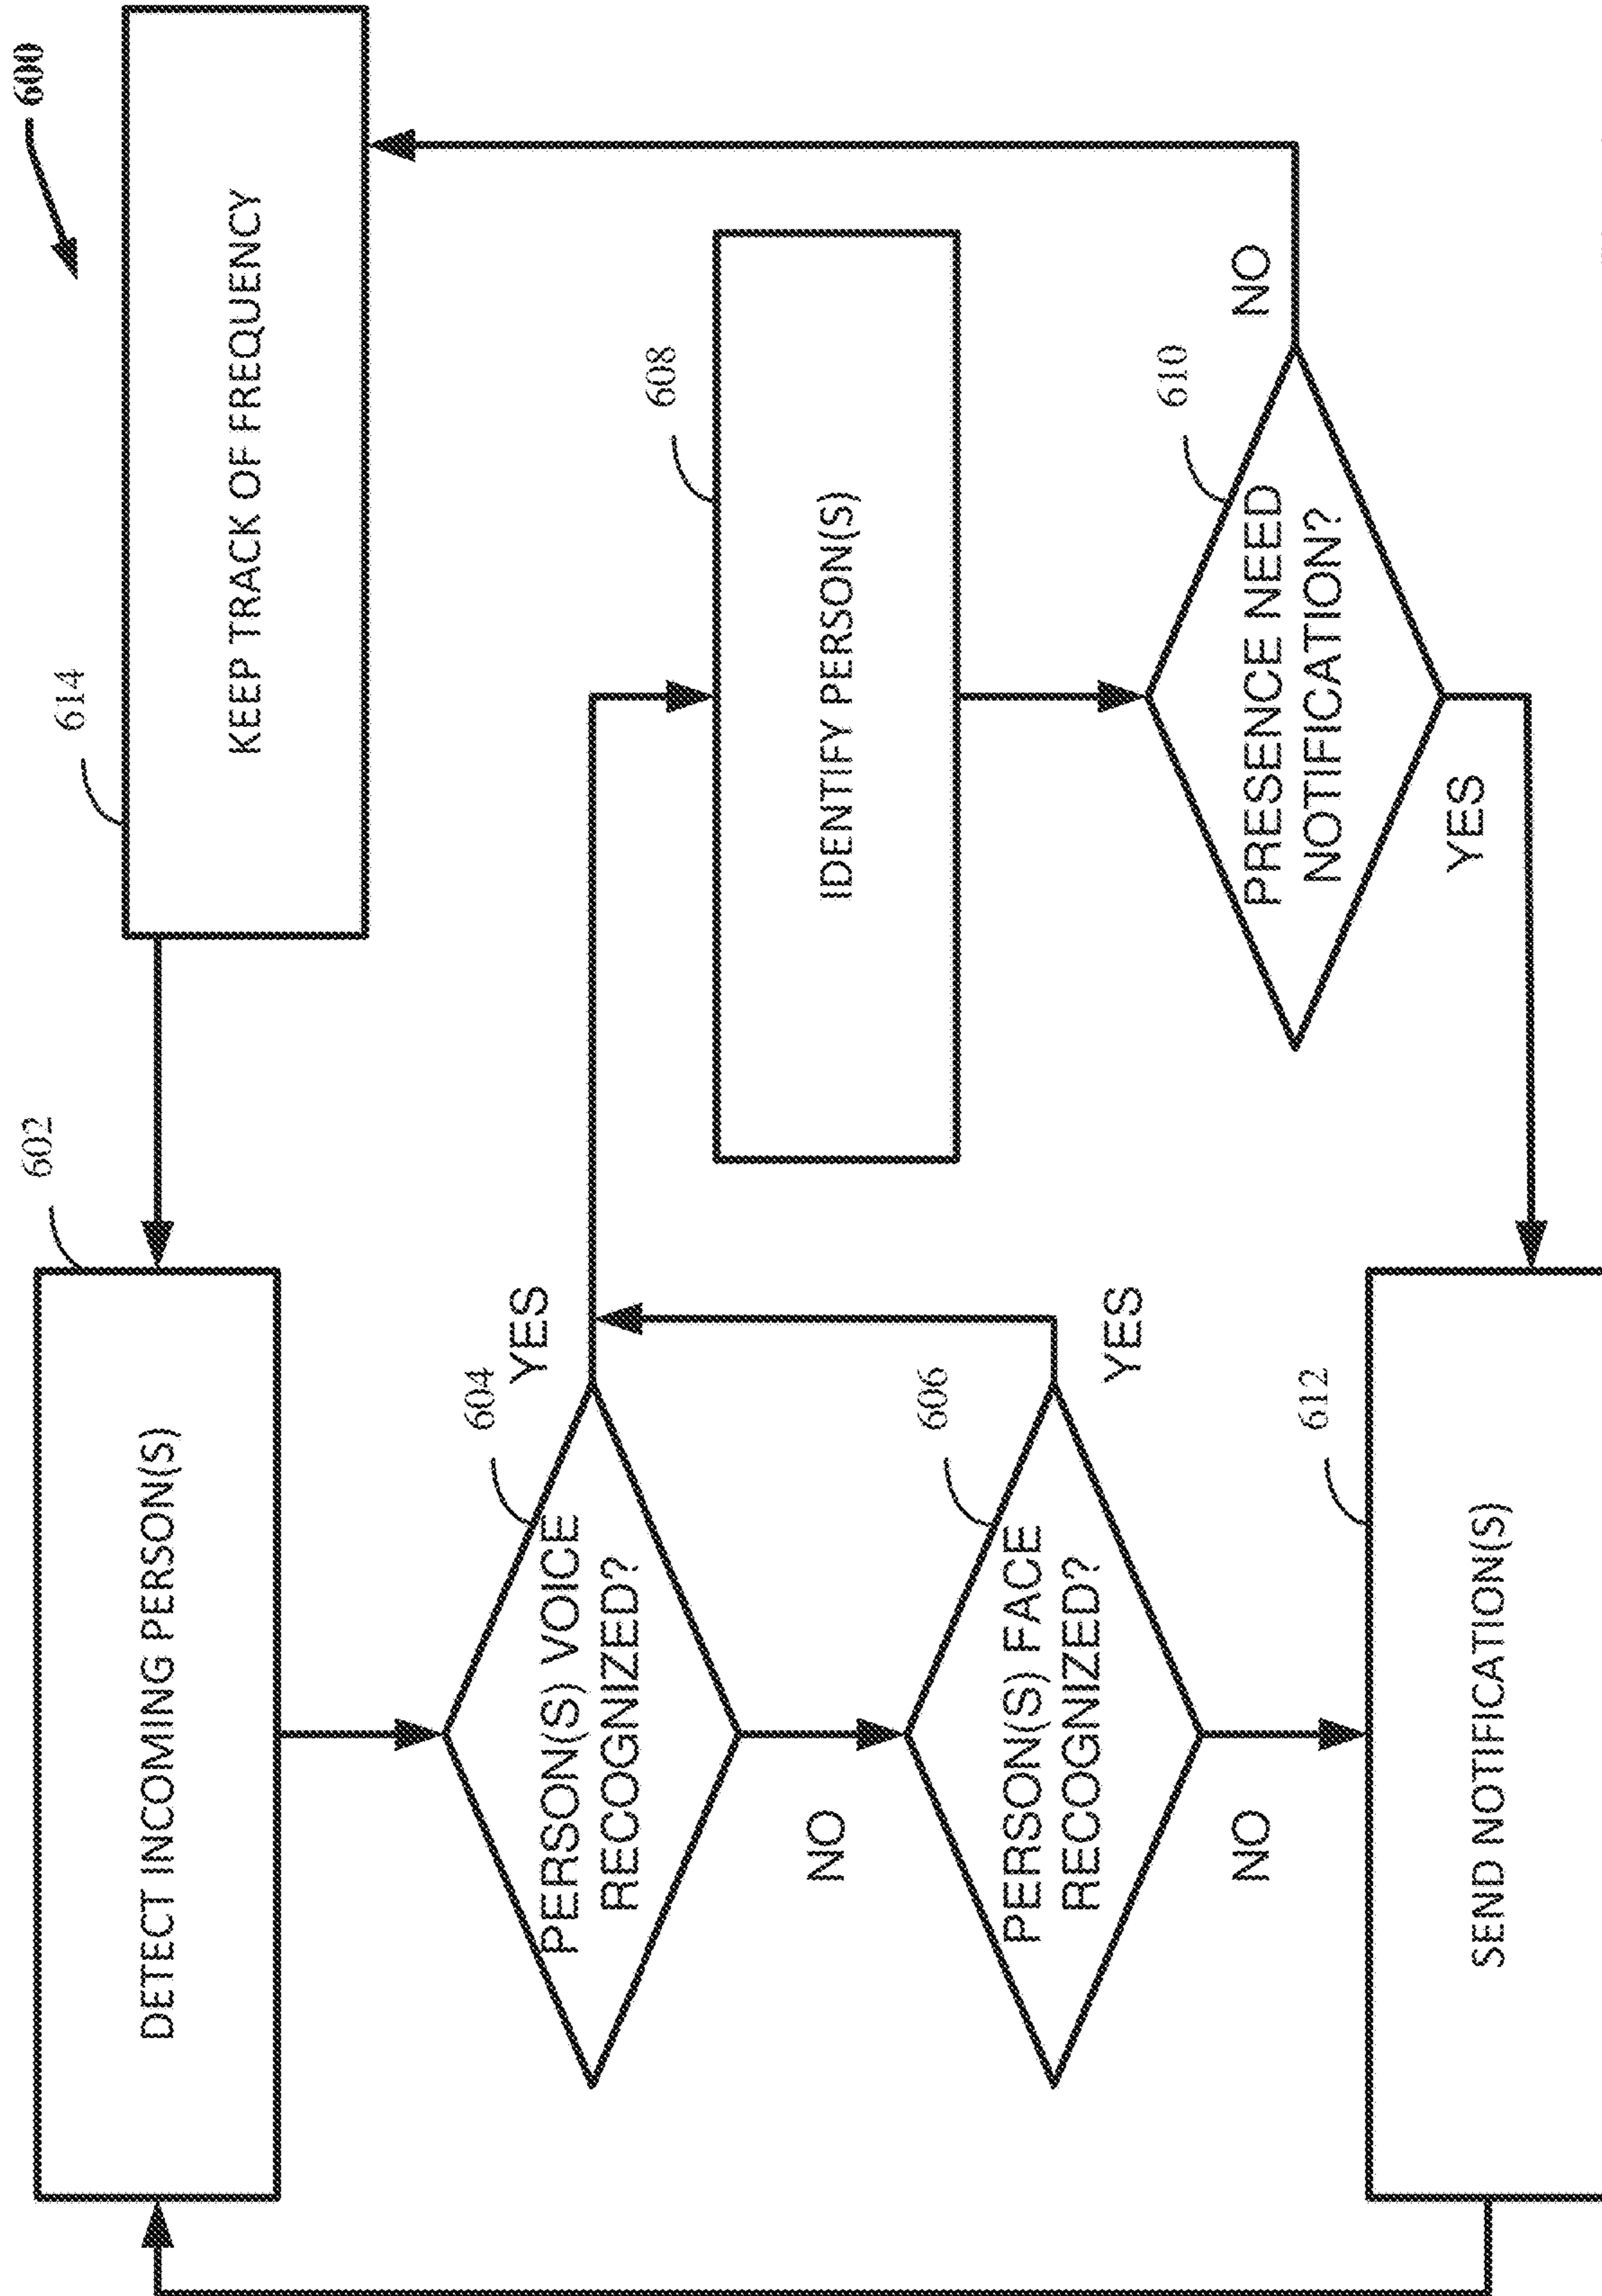 600
602
DETECT INCOMING PERSON(S)
614
KEEP TRACK OF FREQUENCY
604
PERSON(S) VOICE
RECOGNIZED?
YES
NO
606
PERSON(S) FACE
RECOGNIZED?
YES
NO
608
IDENTIFY PERSON(S)
610
PRESENCE NEED
NOTIFICATION?
NO
YES
612
SEND NOTIFICATION(S)